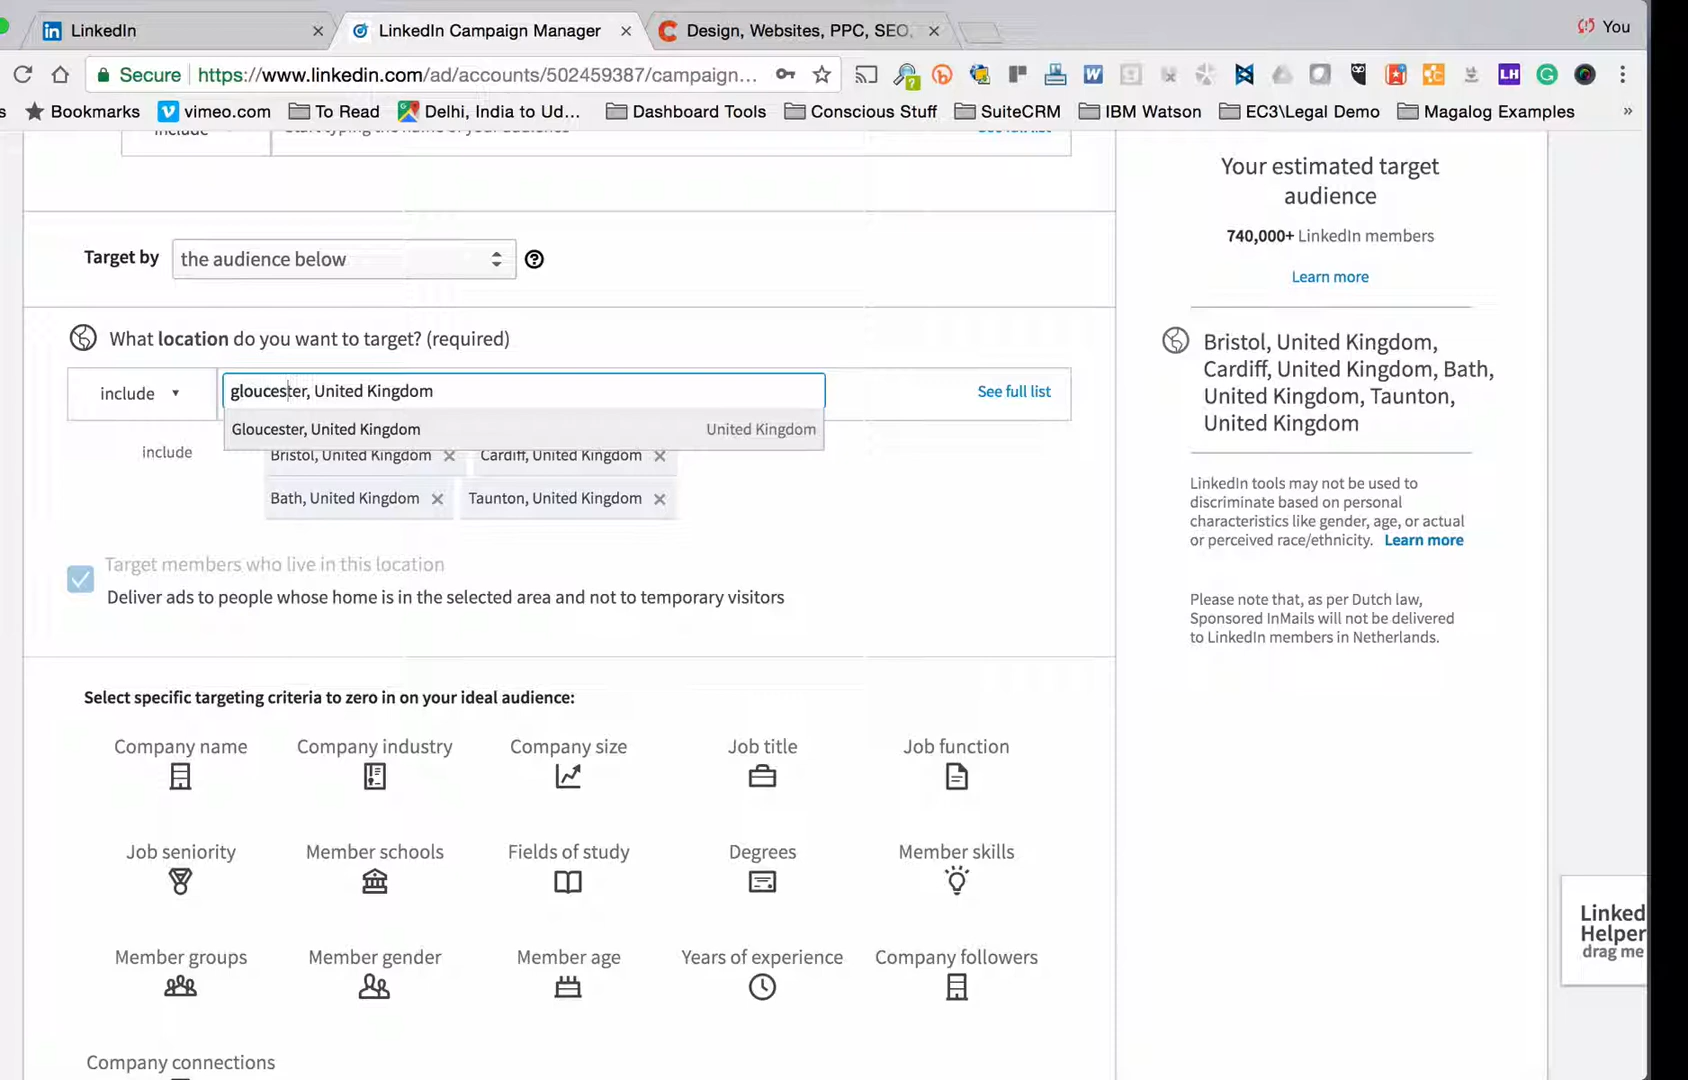 LinkedIn
LinkedIn Campaign Manager
Design, Websites, PPC, SEO,
You
Secure
https://www.linkedin.com/ad/accounts/502459387/campaign...
s
Bookmarks
vimeo.com
To Read
Delhi, India to Ud...
Dashboard Tools
Conscious Stuff
SuiteCRM
IBM Watson
EC3\Legal Demo
Magalog Examples
»
include
Start typing the name of your audience
See full list
Target by
the audience below
What location do you want to target? (required)
include
gloucester, United Kingdom
See full list
Gloucester, United Kingdom
United Kingdom
include
Bristol, United Kingdom
Cardiff, United Kingdom
Bath, United Kingdom
Taunton, United Kingdom
Target members who live in this location
Deliver ads to people whose home is in the selected area and not to temporary visitors
Select specific targeting criteria to zero in on your ideal audience:
Company name
Company industry
Company size
Job title
Job function
Job seniority
Member schools
Fields of study
Degrees
Member skills
Member groups
Member gender
Member age
Years of experience
Company followers
Company connections
Your estimated target
audience
740,000+ LinkedIn members
Learn more
Bristol, United Kingdom,
Cardiff, United Kingdom, Bath,
United Kingdom, Taunton,
United Kingdom
LinkedIn tools may not be used to
discriminate based on personal
characteristics like gender, age, or actual
or perceived race/ethnicity. Learn more
Please note that, as per Dutch law,
Sponsored InMails will not be delivered
to LinkedIn members in Netherlands.
Linked
Helper
drag me